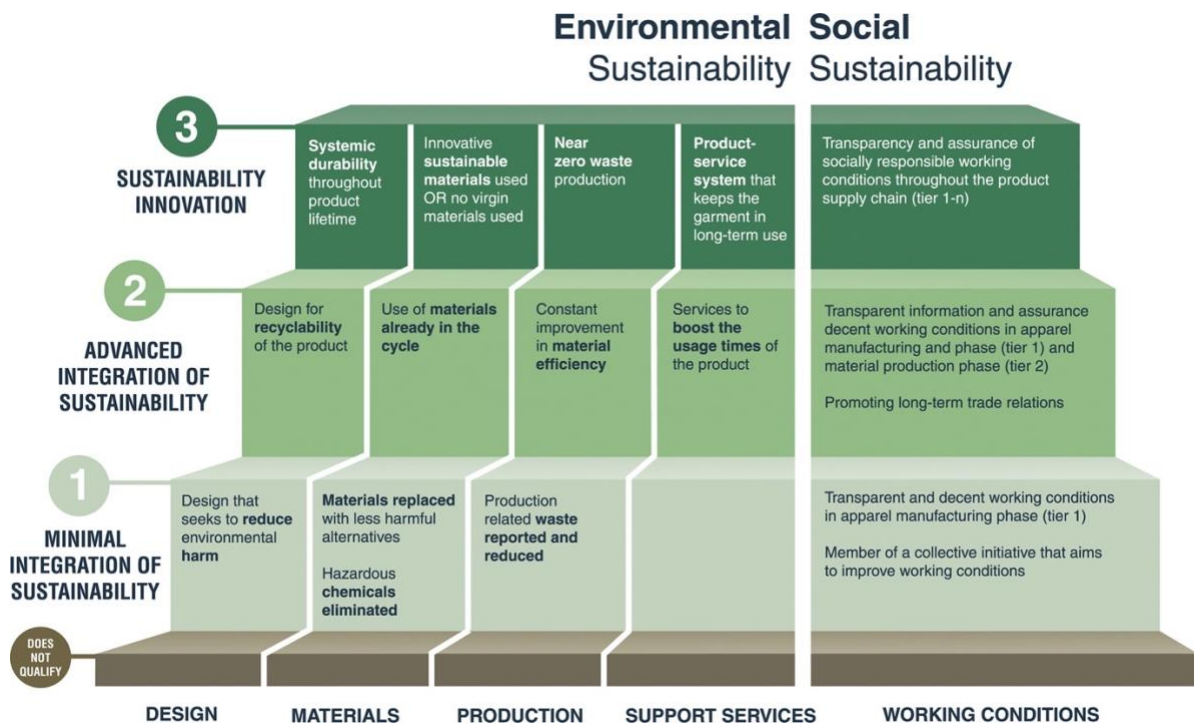 Environmental
Sustainability
Social
Sustainability
3
SUSTAINABILITY
INNOVATION
Systemic
durability
throughout
product
lifetime
Innovative
sustainable
materials used
OR no virgin
materials used
Near
zero waste
production
Product-
service
system that
keeps the
garment in
long-term use
Transparency and assurance of
socially responsible working
conditions throughout the product
supply chain (tier 1-n)
2
ADVANCED
INTEGRATION OF
SUSTAINABILITY
Design for
recyclability
of the product
Use of materials
already in the
cycle
Constant
improvement
in material
efficiency
Services to
boost the
usage times of
the product
Transparent information and assurance
decent working conditions in apparel
manufacturing and phase (tier 1) and
material production phase (tier 2)
Promoting long-term trade relations
1
MINIMAL
INTEGRATION OF
SUSTAINABILITY
Design that
seeks to reduce
environmental
harm
Materials replaced
with less harmful
alternatives
Hazardous
chemicals
eliminated
Production
related waste
reported and
reduced
Transparent and decent working conditions
in apparel manufacturing phase (tier 1)
Member of a collective initiative that aims
to improve working conditions
DOES
NOT
QUALIFY
DESIGN
MATERIALS
PRODUCTION
SUPPORT SERVICES
WORKING CONDITIONS